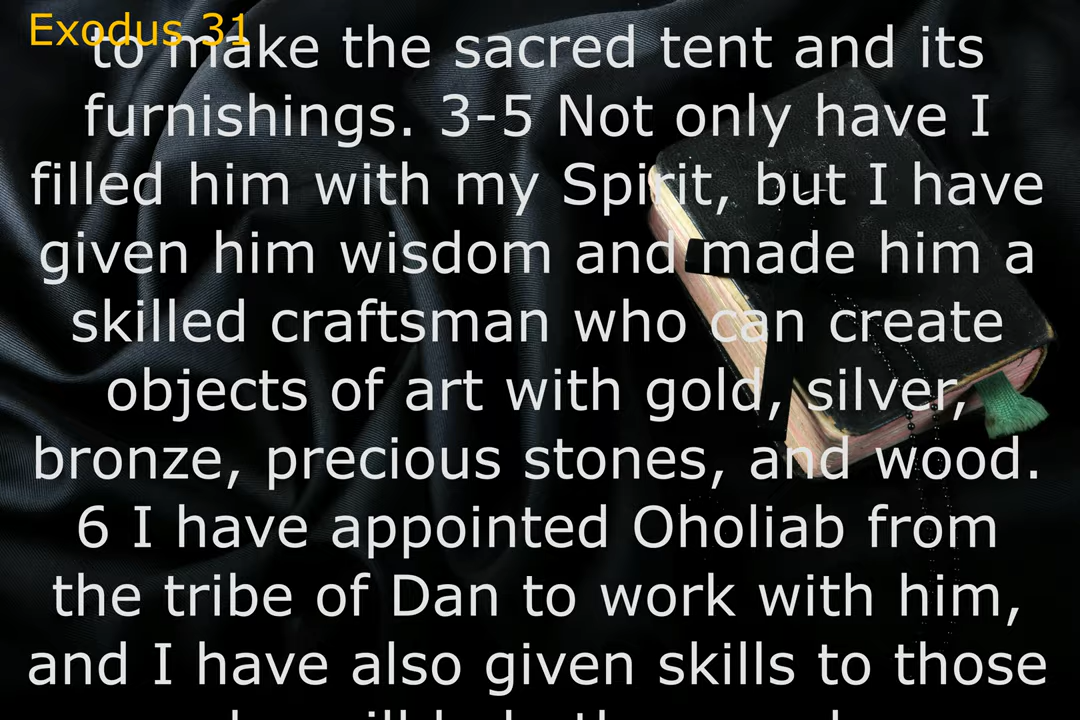 Exodus 31
to make the sacred tent and its
furnishings. 3-5 Not only have I
filled him with my Spirit, but I have
given him wisdom and made him a
skilled craftsman who can create
objects of art with gold, silver,
bronze, precious stones, and wood.
6 I have appointed Oholiab from
the tribe of Dan to work with him,
and I have also given skills to those